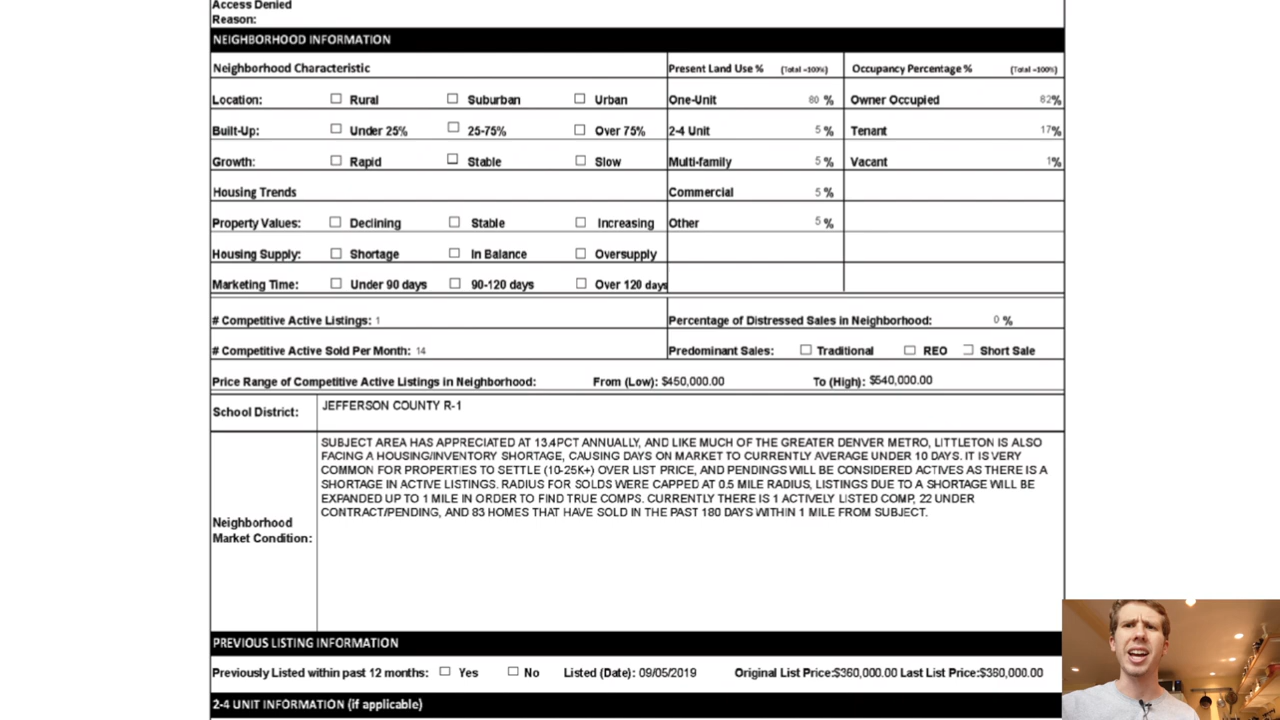 Access Denied
Reason:
NEIGHBORHOOD INFORMATION
Neighborhood Characteristic Present Land Use % (Total =100%) Occupancy Percentage % (Total =100%)
Location: ☐ Rural ☐ Suburban ☐ Urban One-Unit 80 % Owner Occupied 82%
Built-Up: ☐ Under 25% ☐ 25-75% ☐ Over 75% 2-4 Unit 5 % Tenant 17%
Growth: ☐ Rapid ☐ Stable ☐ Slow Multi-family 5 % Vacant 1%
Housing Trends Commercial 5 %
Property Values: ☐ Declining ☐ Stable ☐ Increasing Other 5 %
Housing Supply: ☐ Shortage ☐ In Balance ☐ Oversupply
Marketing Time: ☐ Under 90 days ☐ 90-120 days ☐ Over 120 days
# Competitive Active Listings: 1 Percentage of Distressed Sales in Neighborhood: 0 %
# Competitive Active Sold Per Month: 14 Predominant Sales: ☐ Traditional ☐ REO ☐ Short Sale
Price Range of Competitive Active Listings in Neighborhood: From (Low): $450,000.00 To (High): $540,000.00
School District: JEFFERSON COUNTY R-1
SUBJECT AREA HAS APPRECIATED AT 13.4PCT ANNUALLY, AND LIKE MUCH OF THE GREATER DENVER METRO, LITTLETON IS ALSO
FACING A HOUSING/INVENTORY SHORTAGE, CAUSING DAYS ON MARKET TO CURRENTLY AVERAGE UNDER 10 DAYS. IT IS VERY
COMMON FOR PROPERTIES TO SETTLE (10-25K+) OVER LIST PRICE, AND PENDINGS WILL BE CONSIDERED ACTIVES AS THERE IS A
SHORTAGE IN ACTIVE LISTINGS. RADIUS FOR SOLDS WERE CAPPED AT 0.5 MILE RADIUS, LISTINGS DUE TO A SHORTAGE WILL BE
EXPANDED UP TO 1 MILE IN ORDER TO FIND TRUE COMPS. CURRENTLY THERE IS 1 ACTIVELY LISTED COMP, 22 UNDER
CONTRACT/PENDING, AND 83 HOMES THAT HAVE SOLD IN THE PAST 180 DAYS WITHIN 1 MILE FROM SUBJECT.
Neighborhood
Market Condition:
PREVIOUS LISTING INFORMATION
Previously Listed within past 12 months: ☐ Yes ☐ No Listed (Date): 09/05/2019 Original List Price:$360,000.00 Last List Price:$360,000.00
2-4 UNIT INFORMATION (if applicable)